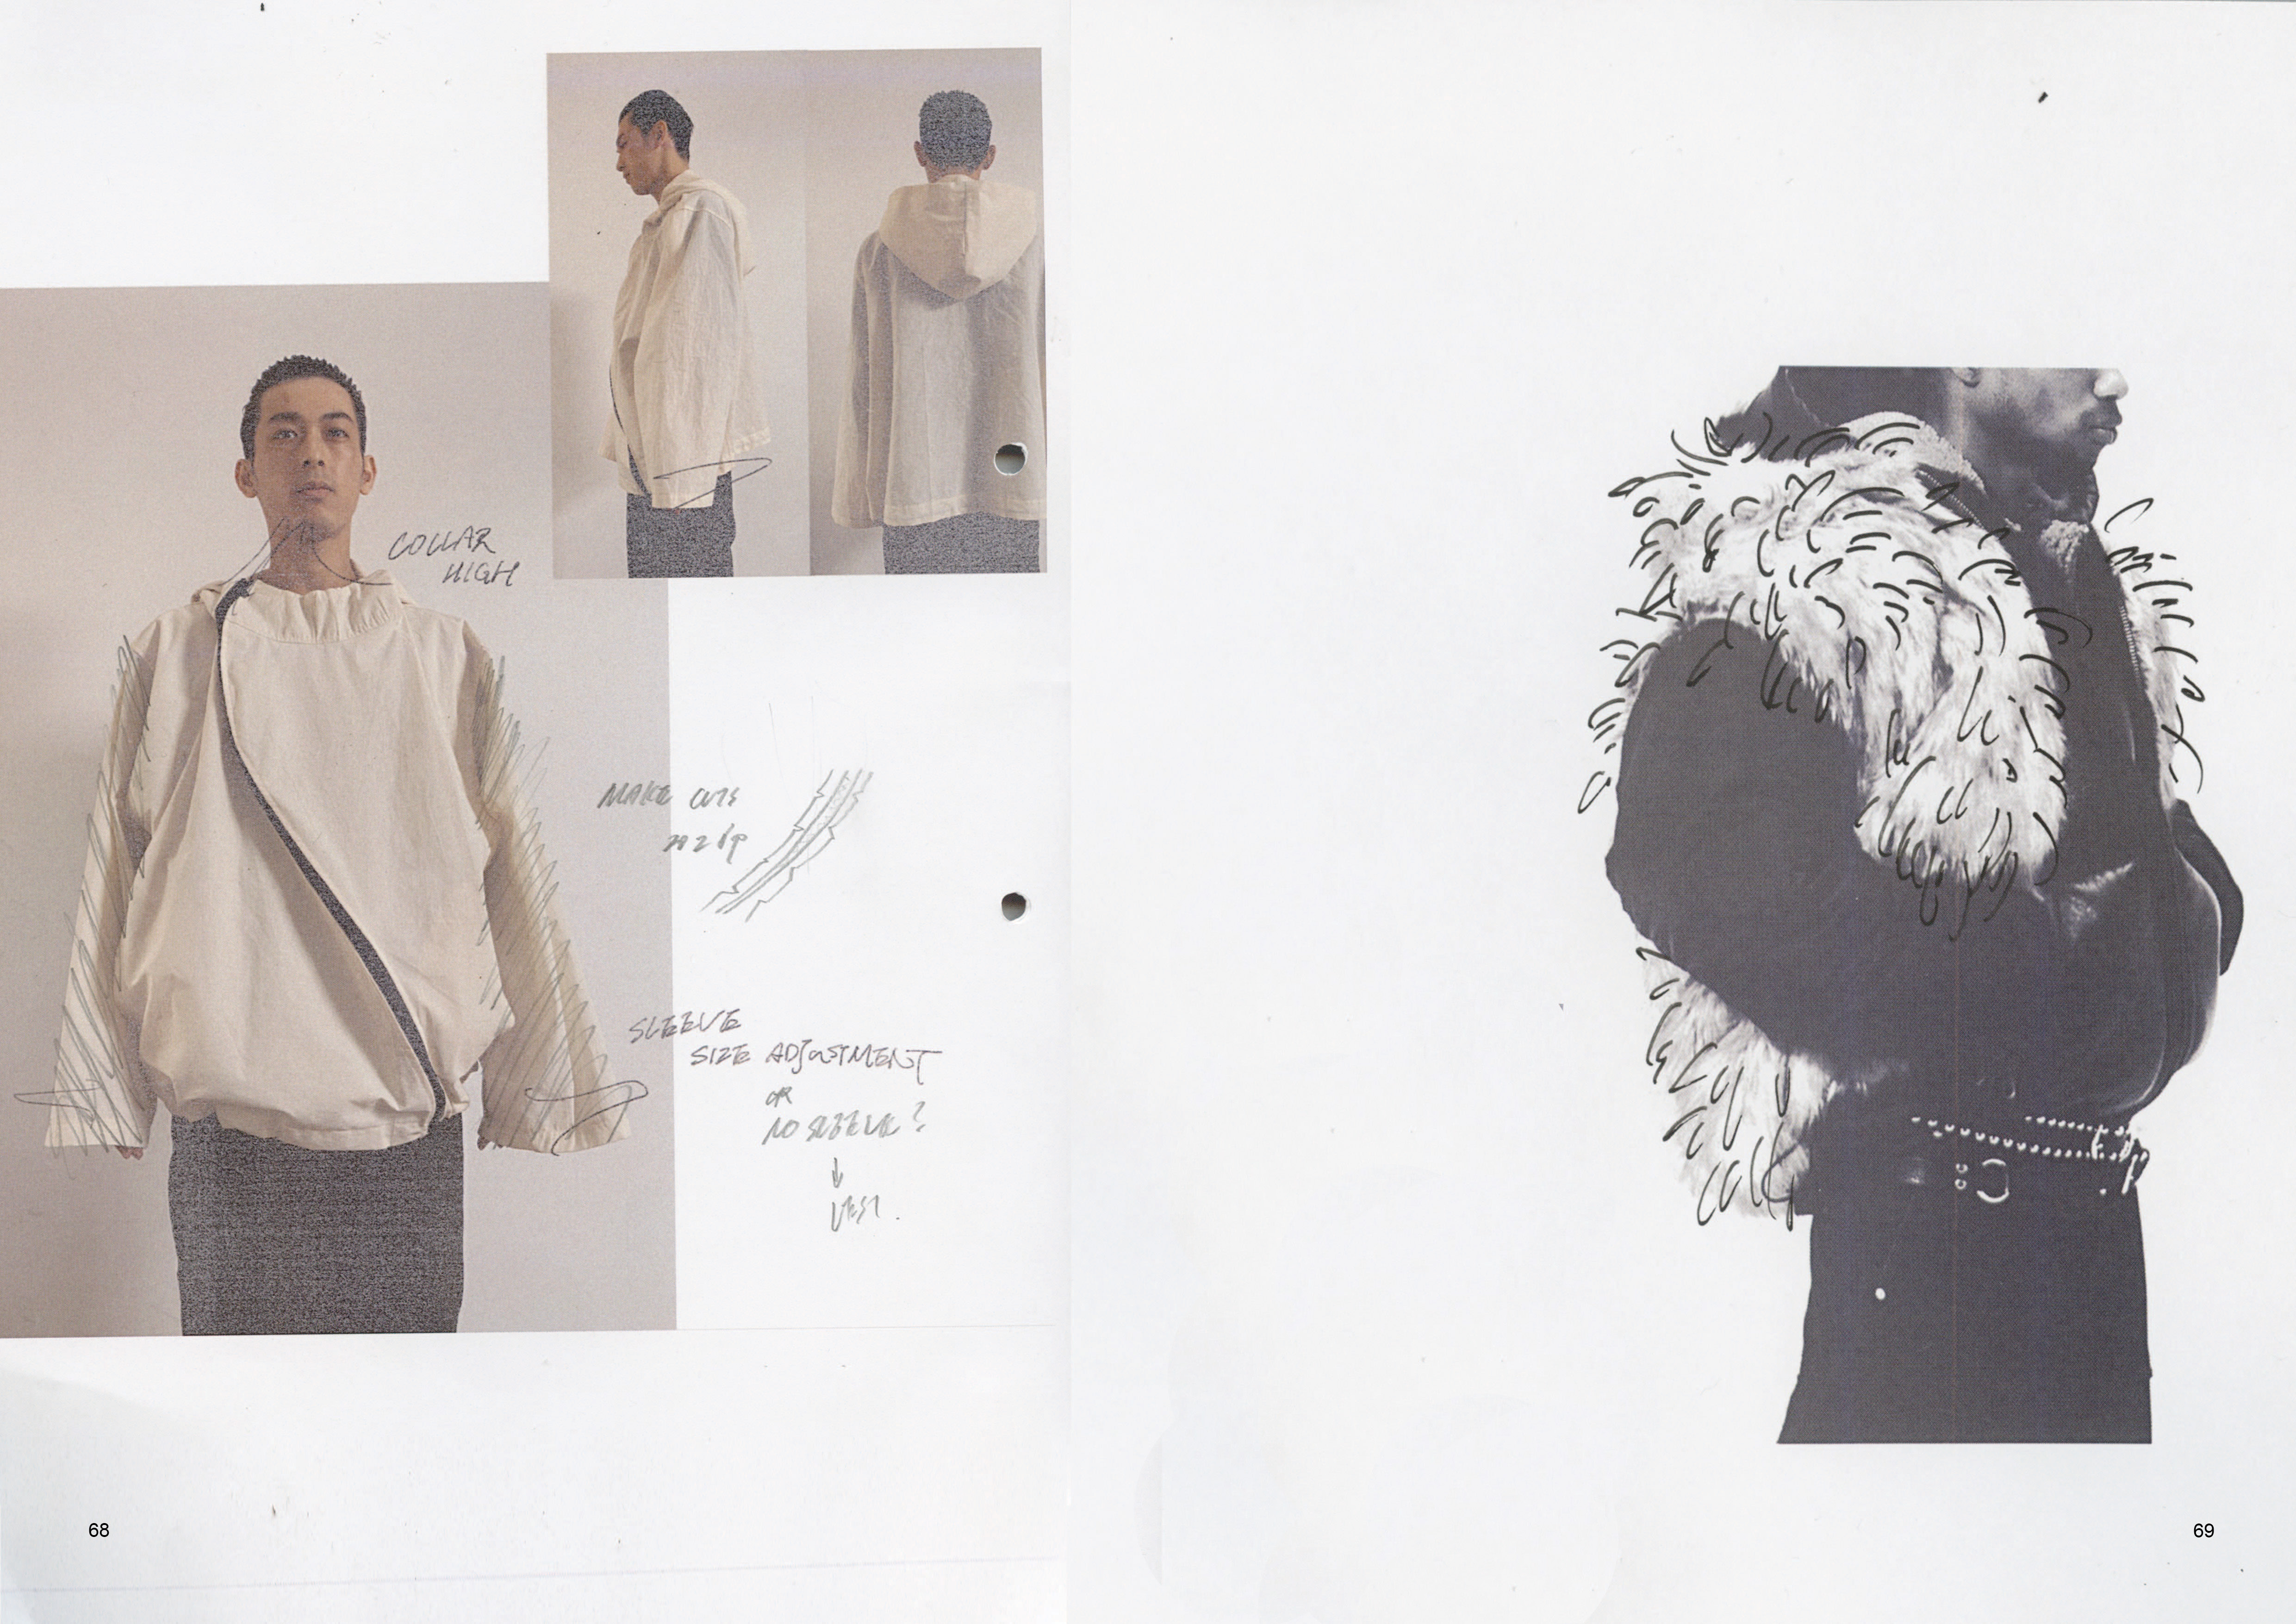 COLLAR
HIGH
MAKE CUTS
SLEEVE
SIZE ADJUSTMENT
OR
NO SLEEVE?
↓
VEST.
68
69